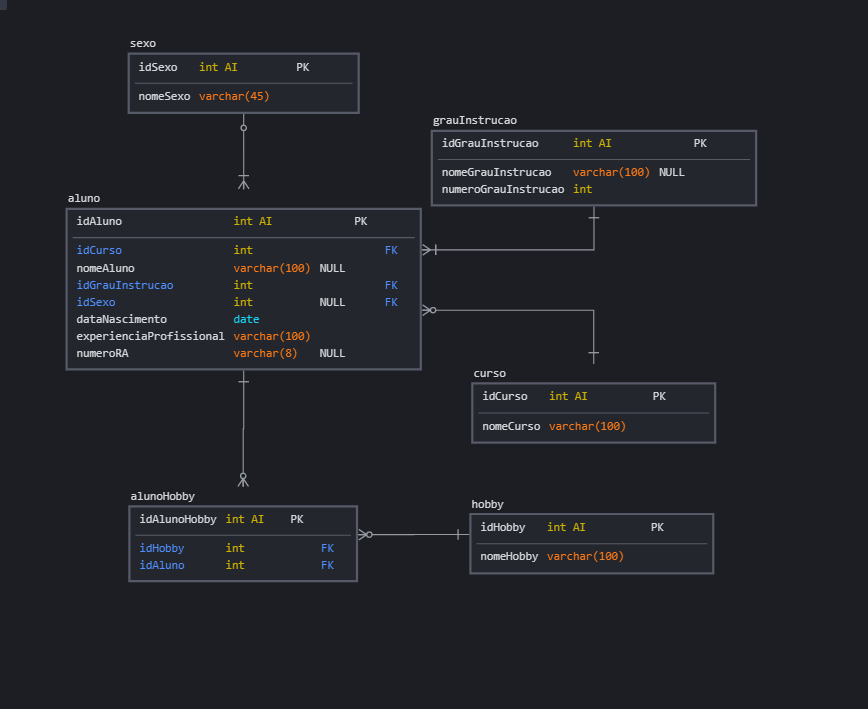 sexo
idSexo int AI PK
nomeSexo varchar(45)
grauInstrucao
idGrauInstrucao int AI PK
nomeGrauInstrucao varchar(100) NULL
numeroGrauInstrucao int
aluno
idAluno int AI PK
idCurso int FK
nomeAluno varchar(100) NULL
idGrauInstrucao int FK
idSexo int NULL FK
dataNascimento date
experienciaProfissional varchar(100)
numeroRA varchar(8) NULL
curso
idCurso int AI PK
nomeCurso varchar(100)
alunoHobby
idAlunoHobby int AI PK
idHobby int FK
idAluno int FK
hobby
idHobby int AI PK
nomeHobby varchar(100)